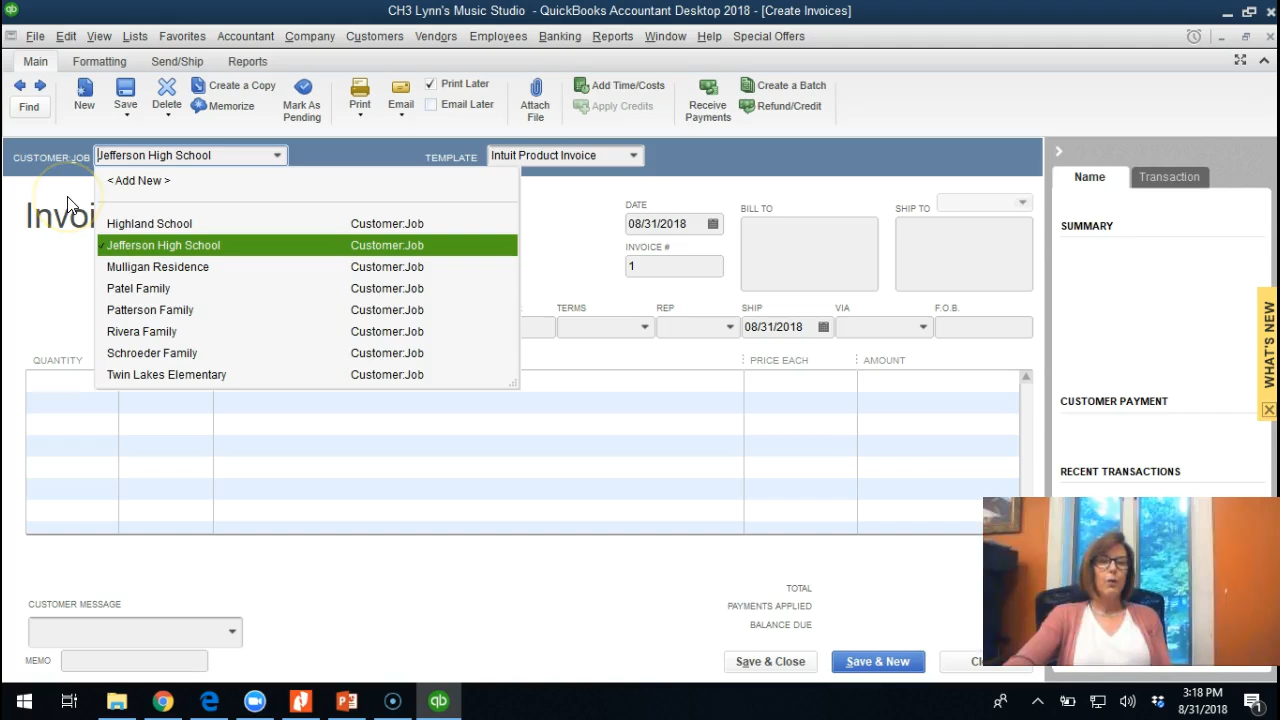 CH3 Lynn's Music Studio - QuickBooks Accountant Desktop 2018 - [Create Invoices]
File Edit View Lists Favorites Accountant Company Customers Vendors Employees Banking Reports Window Help Special Offers
Main Formatting Send/Ship Reports
Find New Save Delete Create a Copy Memorize Mark As Pending Print Email Print Later Email Later Attach File Add Time/Costs Apply Credits Receive Payments Create a Batch Refund/Credit
CUSTOMER:JOB Jefferson High School TEMPLATE Intuit Product Invoice
< Add New >
Highland School Customer:Job
Jefferson High School Customer:Job
Mulligan Residence Customer:Job
Patel Family Customer:Job
Patterson Family Customer:Job
Rivera Family Customer:Job
Schroeder Family Customer:Job
Twin Lakes Elementary Customer:Job
Invoi
DATE
08/31/2018
INVOICE #
1
BILL TO
SHIP TO
TERMS REP SHIP VIA F.O.B.
08/31/2018
QUANTITY PRICE EACH AMOUNT
Name Transaction
SUMMARY
CUSTOMER PAYMENT
RECENT TRANSACTIONS
WHAT'S NEW
TOTAL
PAYMENTS APPLIED
BALANCE DUE
CUSTOMER MESSAGE
MEMO
Save & Close Save & New Cl
qb
3:18 PM
8/31/2018
1